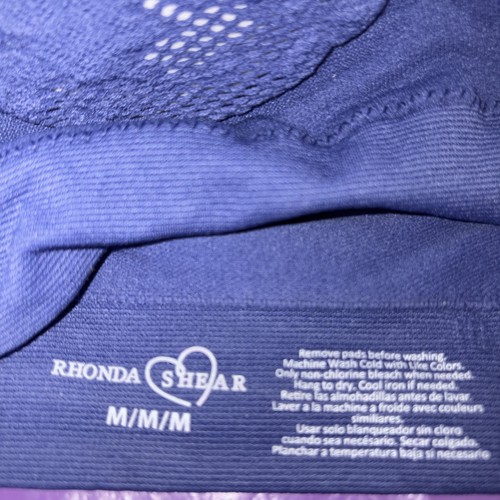 RHONDA SHEAR
M/M/M
Remove pads before washing.
Machine Wash Cold with Like Colors.
Only non-chlorine bleach when needed.
Hang to dry. Cool iron if needed.
Retire las almohadillas antes de lavar
Laver a la machine a froide avec couleurs
similiares.
Usar solo blanqueador sin cloro
cuando sea necésario. Secar colgado.
Planchar a temperatura baja si necesario